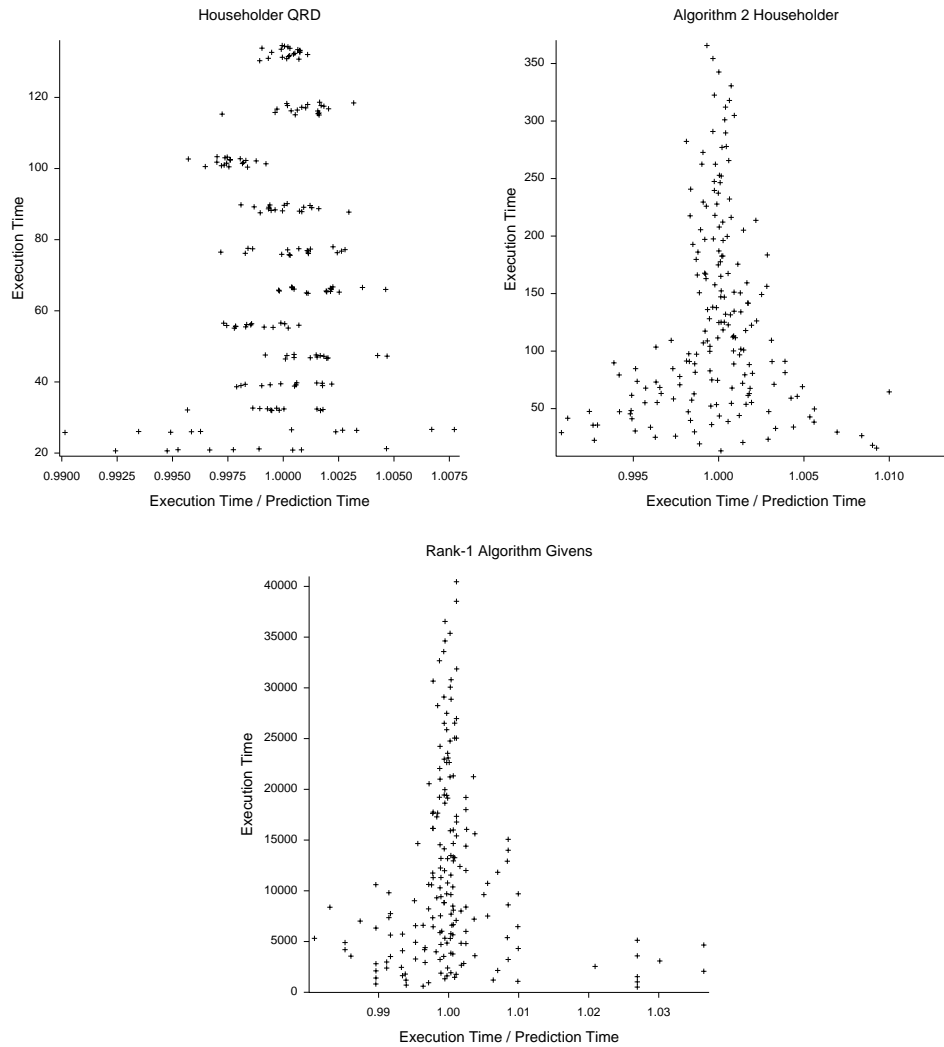 Householder QRD
Execution Time
120
100
80
60
40
20
0.9900 0.9925 0.9950 0.9975 1.0000 1.0025 1.0050 1.0075
Execution Time / Prediction Time
Algorithm 2 Householder
Execution Time
350
300
250
200
150
100
50
0.995 1.000 1.005 1.010
Execution Time / Prediction Time
Rank-1 Algorithm Givens
Execution Time
40000
35000
30000
25000
20000
15000
10000
5000
0
0.99 1.00 1.01 1.02 1.03
Execution Time / Prediction Time